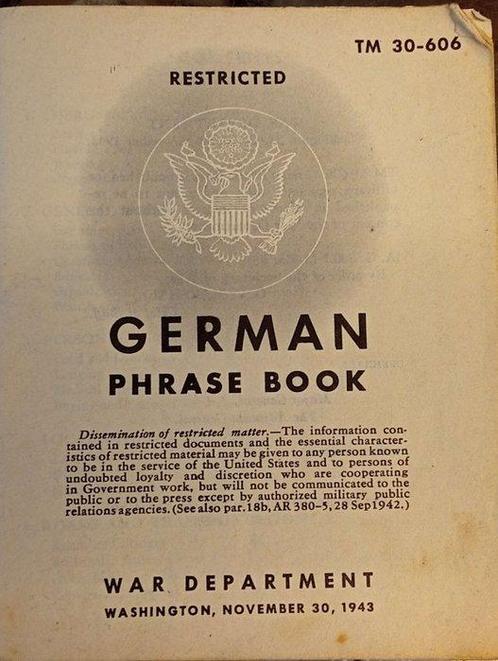 TM 30-606
RESTRICTED
GERMAN
PHRASE BOOK
Dissemination of restricted matter.—The information con-
tained in restricted documents and the essential character-
istics of restricted material may be given to any person known
to be in the service of the United States and to persons of
undoubted loyalty and discretion who are cooperating
in Government work, but will not be communicated to the
public or to the press except by authorized military public
relations agencies. (See also par. 18b, AR 380-5, 28 Sep 1942.)
WAR DEPARTMENT
WASHINGTON, NOVEMBER 30, 1943